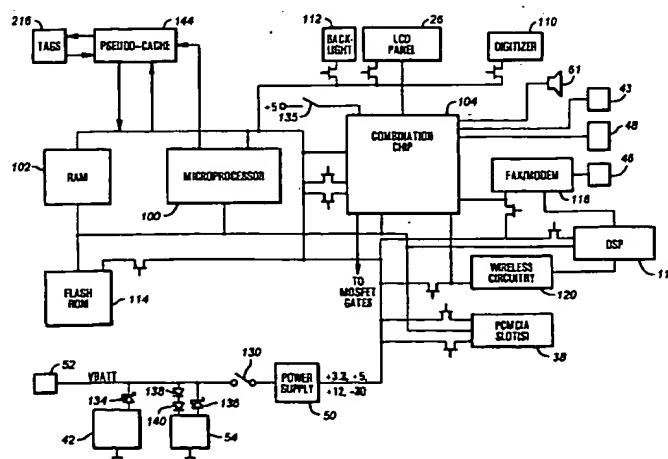 216
144
112
26
110
TAGS
PSEUDO-CACHE
BACK-
LIGHT
LCD
PANEL
DIGITIZER
61
43
104
+5
135
COMBINATION
CHIP
48
102
RAM
MICROPROCESSOR
100
FAX/MODEM
118
46
DSP
11
FLASH
ROM
114
TO
MOSFET
GATES
WIRELESS
CIRCUITRY
120
PCMCIA
SLOT(S)
38
52
VBATT
130
134
138
136
140
POWER
SUPPLY
50
+3.3, +5,
+12, -30
42
54